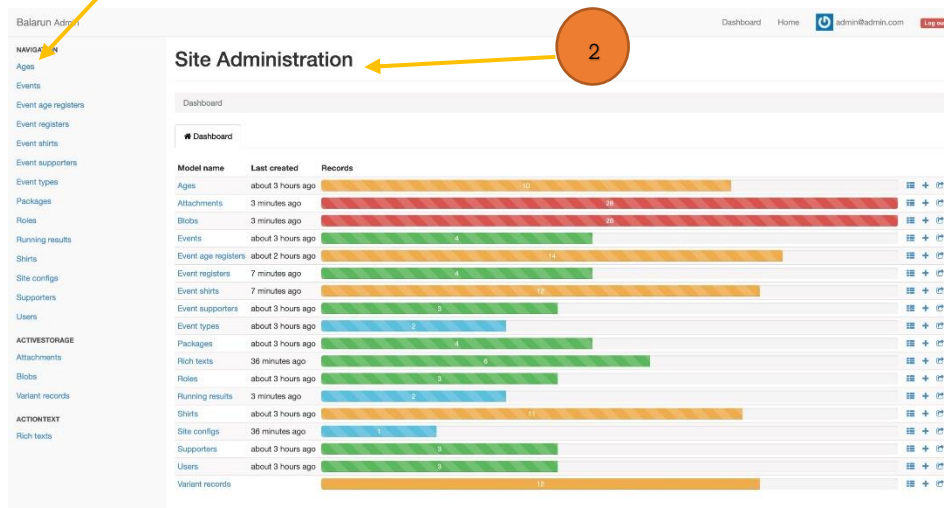 Balarun Admin Dashboard Home admin@admin.com Log out
NAVIGATION
Ages
Events
Event age registers
Event registers
Event shirts
Event supporters
Event types
Packages
Roles
Running results
Shirts
Site configs
Supporters
Users
ACTIVESTORAGE
Attachments
Blobs
Variant records
ACTIONTEXT
Rich texts
Site Administration
2
Dashboard
Dashboard
Model name Last created Records
Ages about 3 hours ago 10
Attachments 3 minutes ago 28
Blobs 3 minutes ago 28
Events about 3 hours ago 4
Event age registers about 2 hours ago 14
Event registers 7 minutes ago 4
Event shirts 7 minutes ago 12
Event supporters about 3 hours ago 3
Event types about 3 hours ago 2
Packages about 3 hours ago 4
Rich texts 36 minutes ago 6
Roles about 3 hours ago 3
Running results 3 minutes ago 2
Shirts about 3 hours ago 11
Site configs 36 minutes ago 1
Supporters about 3 hours ago 3
Users about 3 hours ago 3
Variant records 12